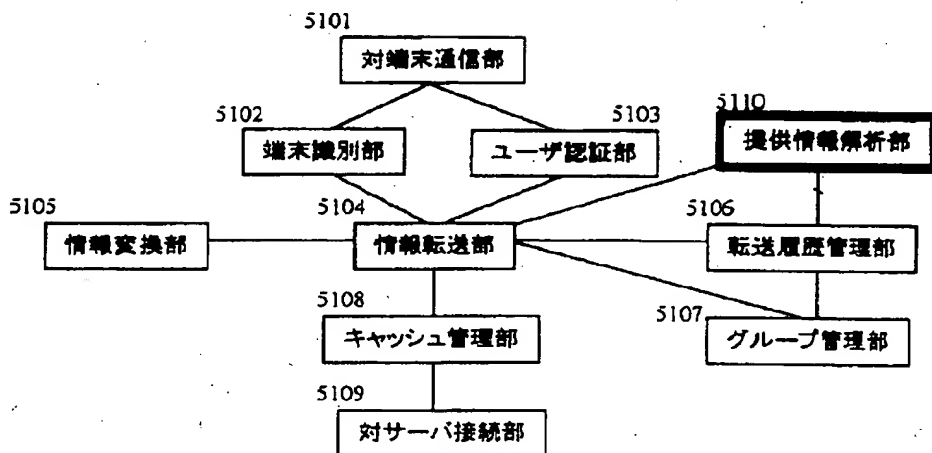 5101
対端末通信部
5102
端末識別部
5103
ユーザ認証部
5110
提供情報解析部
5105
情報変換部
5104
情報転送部
5106
転送履歴管理部
5108
キャッシュ管理部
5107
グループ管理部
5109
対サーバ接続部